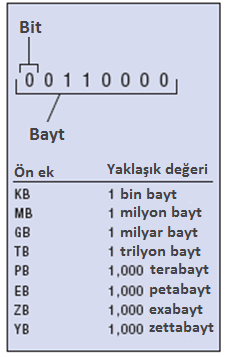 Bit
0 0 1 1 0 0 0 0
Bayt
Ön ek Yaklaşık değeri
KB 1 bin bayt
MB 1 milyon bayt
GB 1 milyar bayt
TB 1 trilyon bayt
PB 1,000 terabayt
EB 1,000 petabayt
ZB 1,000 exabayt
YB 1,000 zettabayt